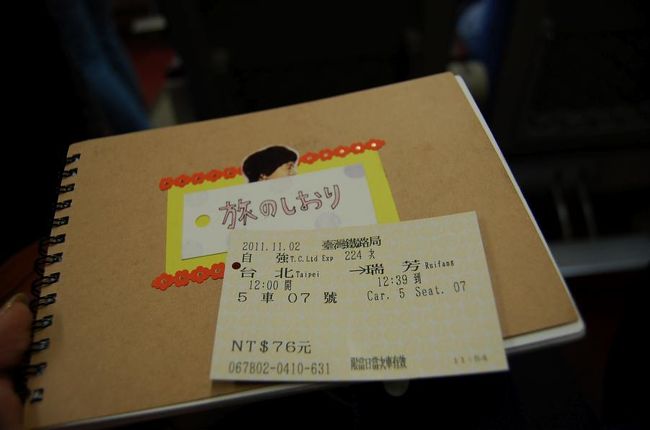 旅のしおり
2011.11.02 臺灣鐵路局
自 強 T.C.Ltd Exp 224 次
台 北 Taipei →瑞 芳 Ruifang
12:00 開 12:39 到
5 車 07 號 Car. 5 Seat. 07
NT$76元
067802-0410-631 限當日當次車有效 11:54